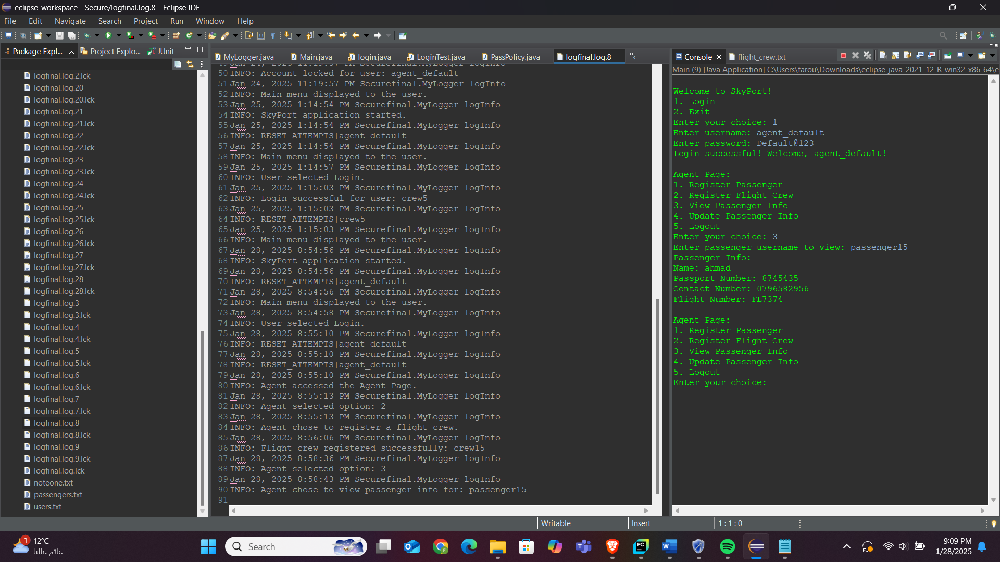 eclipse-workspace - Secure/logfinal.log.8 - Eclipse IDE
File Edit Navigate Search Project Run Window Help
Package Expl... Project Explo... JUnit
logfinal.log.2.lck
logfinal.log.20
logfinal.log.20.lck
logfinal.log.21
logfinal.log.21.lck
logfinal.log.22
logfinal.log.22.lck
logfinal.log.23
logfinal.log.23.lck
logfinal.log.24
logfinal.log.24.lck
logfinal.log.25
logfinal.log.25.lck
logfinal.log.26
logfinal.log.26.lck
logfinal.log.27
logfinal.log.27.lck
logfinal.log.28
logfinal.log.28.lck
logfinal.log.3
logfinal.log.3.lck
logfinal.log.4
logfinal.log.4.lck
logfinal.log.5
logfinal.log.5.lck
logfinal.log.6
logfinal.log.6.lck
logfinal.log.7
logfinal.log.7.lck
logfinal.log.8
logfinal.log.8.lck
logfinal.log.9
logfinal.log.9.lck
logfinal.log.lck
noteone.txt
passengers.txt
users.txt
MyLogger.java Main.java login.java LoginTest.java PassPolicy.java logfinal.log.8 3
50 INFO: Account locked for user: agent_default
51 Jan 24, 2025 11:19:57 PM Securefinal.MyLogger logInfo
52 INFO: Main menu displayed to the user.
53 Jan 25, 2025 1:14:54 PM Securefinal.MyLogger logInfo
54 INFO: SkyPort application started.
55 Jan 25, 2025 1:14:54 PM Securefinal.MyLogger logInfo
56 INFO: RESET_ATTEMPTS|agent_default
57 Jan 25, 2025 1:14:54 PM Securefinal.MyLogger logInfo
58 INFO: Main menu displayed to the user.
59 Jan 25, 2025 1:14:57 PM Securefinal.MyLogger logInfo
60 INFO: User selected Login.
61 Jan 25, 2025 1:15:03 PM Securefinal.MyLogger logInfo
62 INFO: Login successful for user: crew5
63 Jan 25, 2025 1:15:03 PM Securefinal.MyLogger logInfo
64 INFO: RESET_ATTEMPTS|crew5
65 Jan 25, 2025 1:15:03 PM Securefinal.MyLogger logInfo
66 INFO: Main menu displayed to the user.
67 Jan 28, 2025 8:54:56 PM Securefinal.MyLogger logInfo
68 INFO: SkyPort application started.
69 Jan 28, 2025 8:54:56 PM Securefinal.MyLogger logInfo
70 INFO: RESET_ATTEMPTS|agent_default
71 Jan 28, 2025 8:54:56 PM Securefinal.MyLogger logInfo
72 INFO: Main menu displayed to the user.
73 Jan 28, 2025 8:54:58 PM Securefinal.MyLogger logInfo
74 INFO: User selected Login.
75 Jan 28, 2025 8:55:10 PM Securefinal.MyLogger logInfo
76 INFO: RESET_ATTEMPTS|agent_default
77 Jan 28, 2025 8:55:10 PM Securefinal.MyLogger logInfo
78 INFO: RESET_ATTEMPTS|agent_default
79 Jan 28, 2025 8:55:10 PM Securefinal.MyLogger logInfo
80 INFO: Agent accessed the Agent Page.
81 Jan 28, 2025 8:55:13 PM Securefinal.MyLogger logInfo
82 INFO: Agent selected option: 2
83 Jan 28, 2025 8:55:13 PM Securefinal.MyLogger logInfo
84 INFO: Agent chose to register a flight crew.
85 Jan 28, 2025 8:56:06 PM Securefinal.MyLogger logInfo
86 INFO: Flight crew registered successfully: crew15
87 Jan 28, 2025 8:58:36 PM Securefinal.MyLogger logInfo
88 INFO: Agent selected option: 3
89 Jan 28, 2025 8:58:43 PM Securefinal.MyLogger logInfo
90 INFO: Agent chose to view passenger info for: passenger15
91
Console flight_crew.txt
Main (9) [Java Application] C:\Users\farou\Downloads\eclipse-java-2021-12-R-win32-x86_64\e
Welcome to SkyPort!
1. Login
2. Exit
Enter your choice: 1
Enter username: agent_default
Enter password: Default@123
Login successful! Welcome, agent_default!
Agent Page:
1. Register Passenger
2. Register Flight Crew
3. View Passenger Info
4. Update Passenger Info
5. Logout
Enter your choice: 3
Enter passenger username to view: passenger15
Passenger Info:
Name: ahmad
Passport Number: 8745435
Contact Number: 0796582956
Flight Number: FL7374
Agent Page:
1. Register Passenger
2. Register Flight Crew
3. View Passenger Info
4. Update Passenger Info
5. Logout
Enter your choice:
Writable Insert 1 : 1 : 0
1
12°C
غائم غالبًا
Search
9:09 PM
1/28/2025